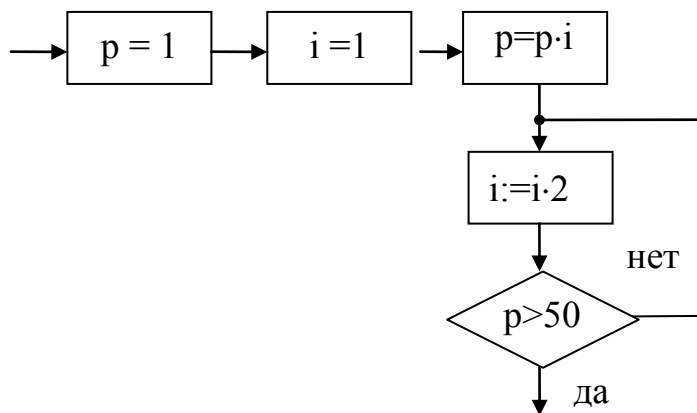 p = 1
i =1
p=p·i
i:=i·2
нет
p>50
да